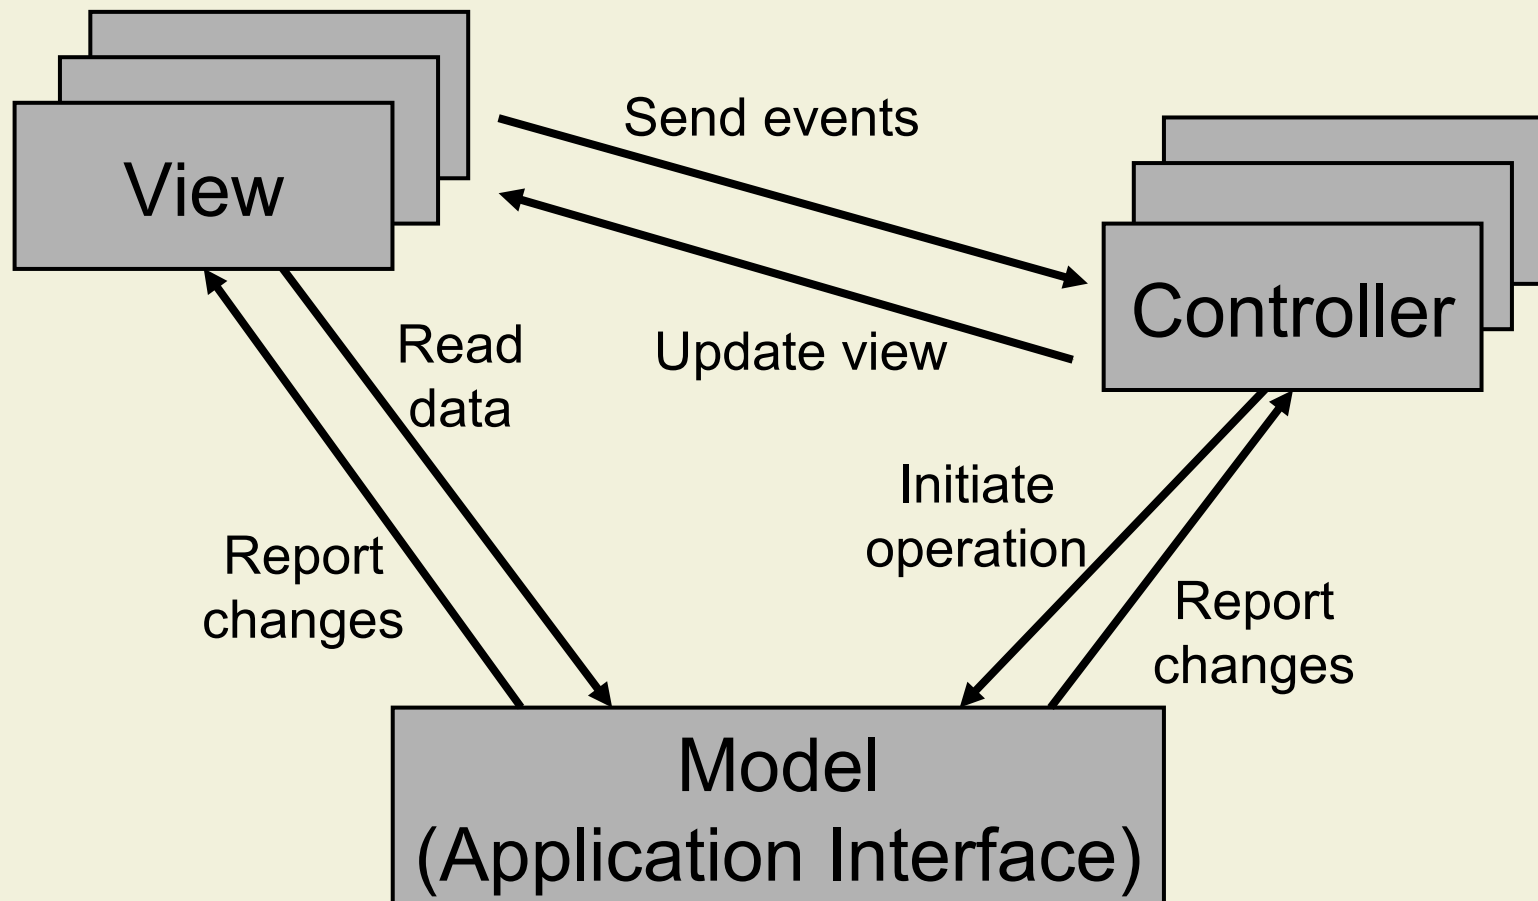 Send events
View
Controller
Update view
Read
data
Initiate
operation
Report
changes
Report
changes
Model
(Application Interface)